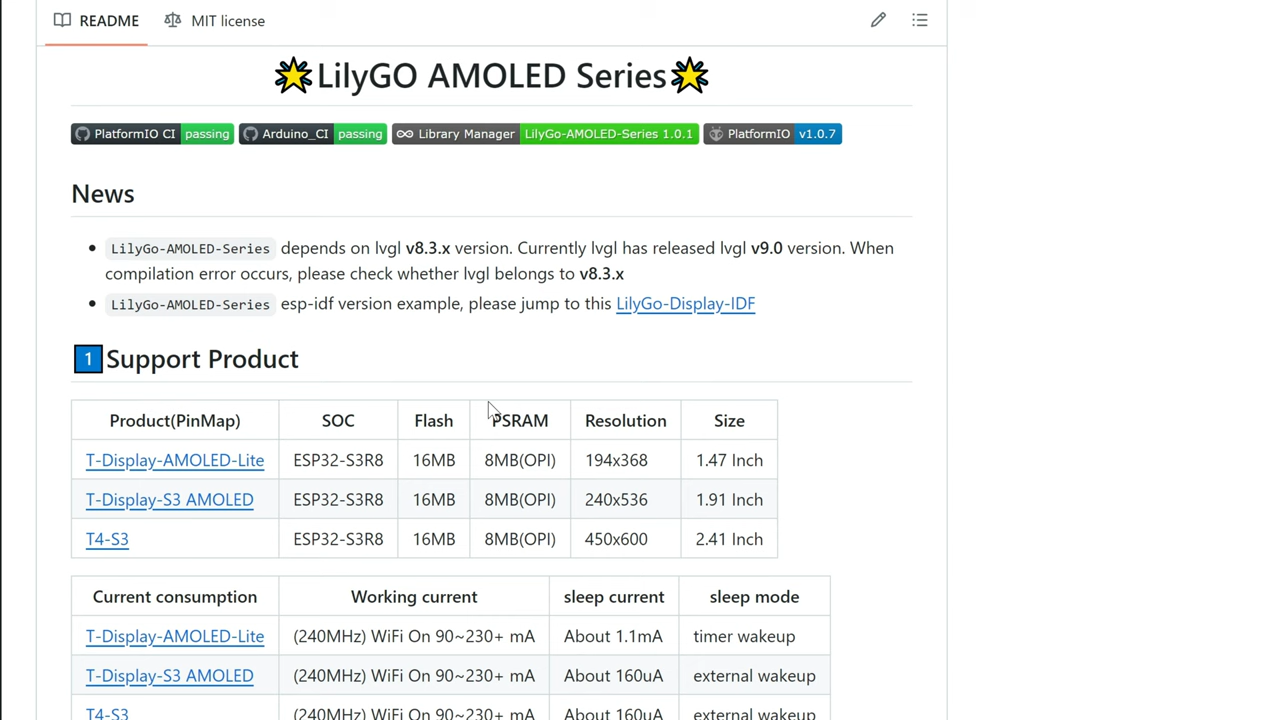 README MIT license
LilyGO AMOLED Series
PlatformIO CI passing Arduino_CI passing Library Manager LilyGo-AMOLED-Series 1.0.1 PlatformIO v1.0.7
News
LilyGo-AMOLED-Series depends on lvgl v8.3.x version. Currently lvgl has released lvgl v9.0 version. When
compilation error occurs, please check whether lvgl belongs to v8.3.x
LilyGo-AMOLED-Series esp-idf version example, please jump to this LilyGo-Display-IDF
1 Support Product
Product(PinMap) SOC Flash PSRAM Resolution Size
T-Display-AMOLED-Lite ESP32-S3R8 16MB 8MB(OPI) 194x368 1.47 Inch
T-Display-S3 AMOLED ESP32-S3R8 16MB 8MB(OPI) 240x536 1.91 Inch
T4-S3 ESP32-S3R8 16MB 8MB(OPI) 450x600 2.41 Inch
Current consumption Working current sleep current sleep mode
T-Display-AMOLED-Lite (240MHz) WiFi On 90~230+ mA About 1.1mA timer wakeup
T-Display-S3 AMOLED (240MHz) WiFi On 90~230+ mA About 160uA external wakeup
T4-S3 (240MHz) WiFi On 90~230+ mA About 160uA external wakeup